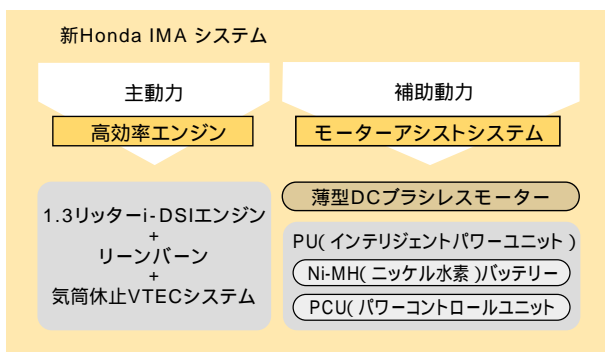 新Honda IMA システム
主動力
高効率エンジン
1.3リッターi-DSIエンジン
+
リーンバーン
+
気筒休止VTECシステム
補助動力
モーターアシストシステム
薄型DCブラシレスモーター
PU( インテリジェントパワーユニット )
Ni-MH( ニッケル水素 )バッテリー
PCU( パワーコントロールユニット